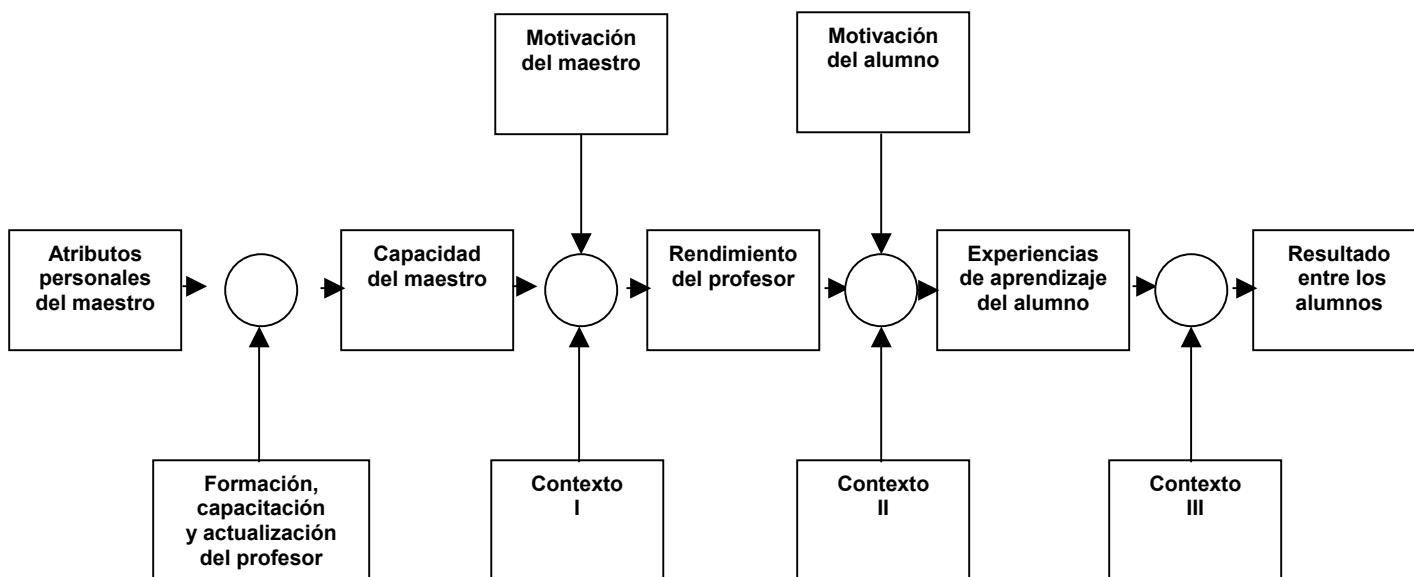 Motivación
del maestro
Motivación
del alumno
Atributos
personales
del maestro
Capacidad
del maestro
Rendimiento
del profesor
Experiencias
de aprendizaje
del alumno
Resultado
entre los
alumnos
Formación,
capacitación
y actualización
del profesor
Contexto
I
Contexto
II
Contexto
III